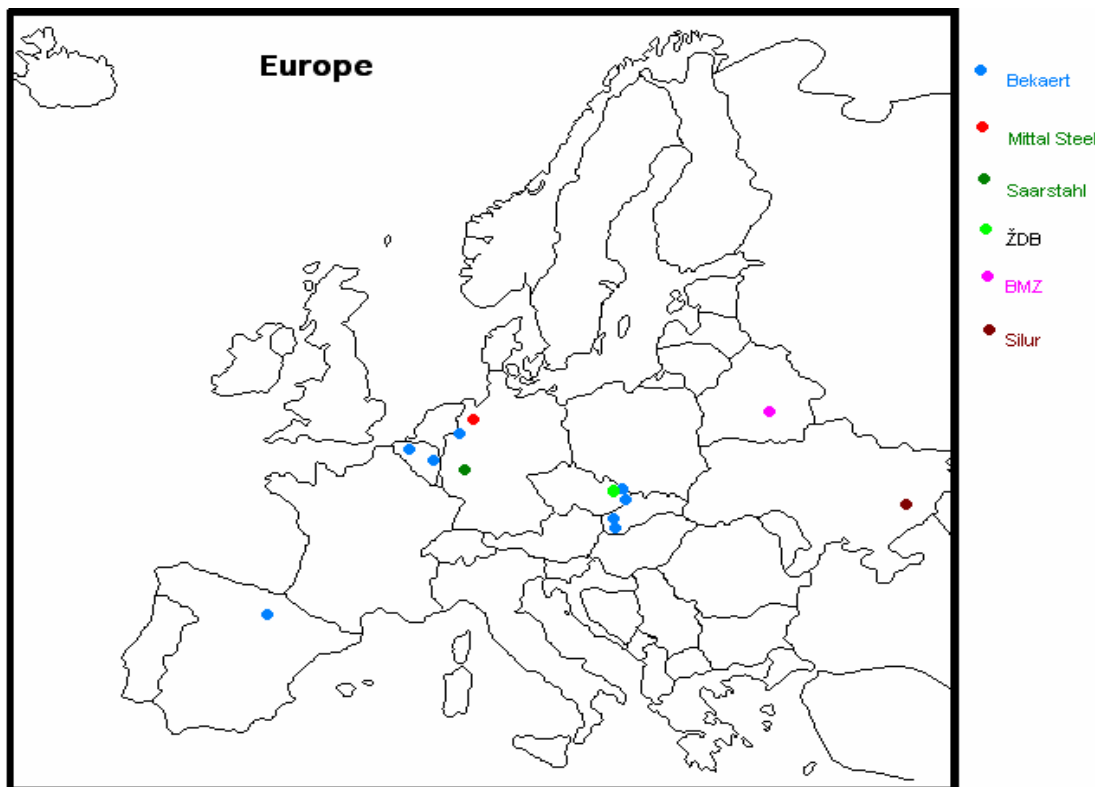 Europe
Bekaert
Mittal Steel
Saarstahl
ŽDB
BMZ
Silur